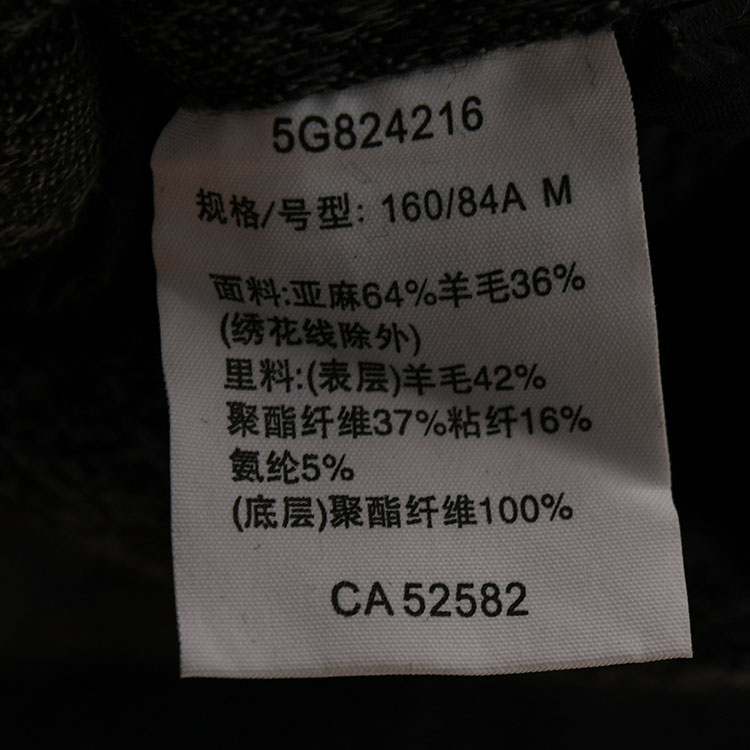 5G824216
规格/号型: 160/84A M
面料:亚麻64%羊毛36%
(绣花线除外)
里料:(表层)羊毛42%
聚酯纤维37%粘纤16%
氨纶5%
(底层)聚酯纤维100%
CA 52582